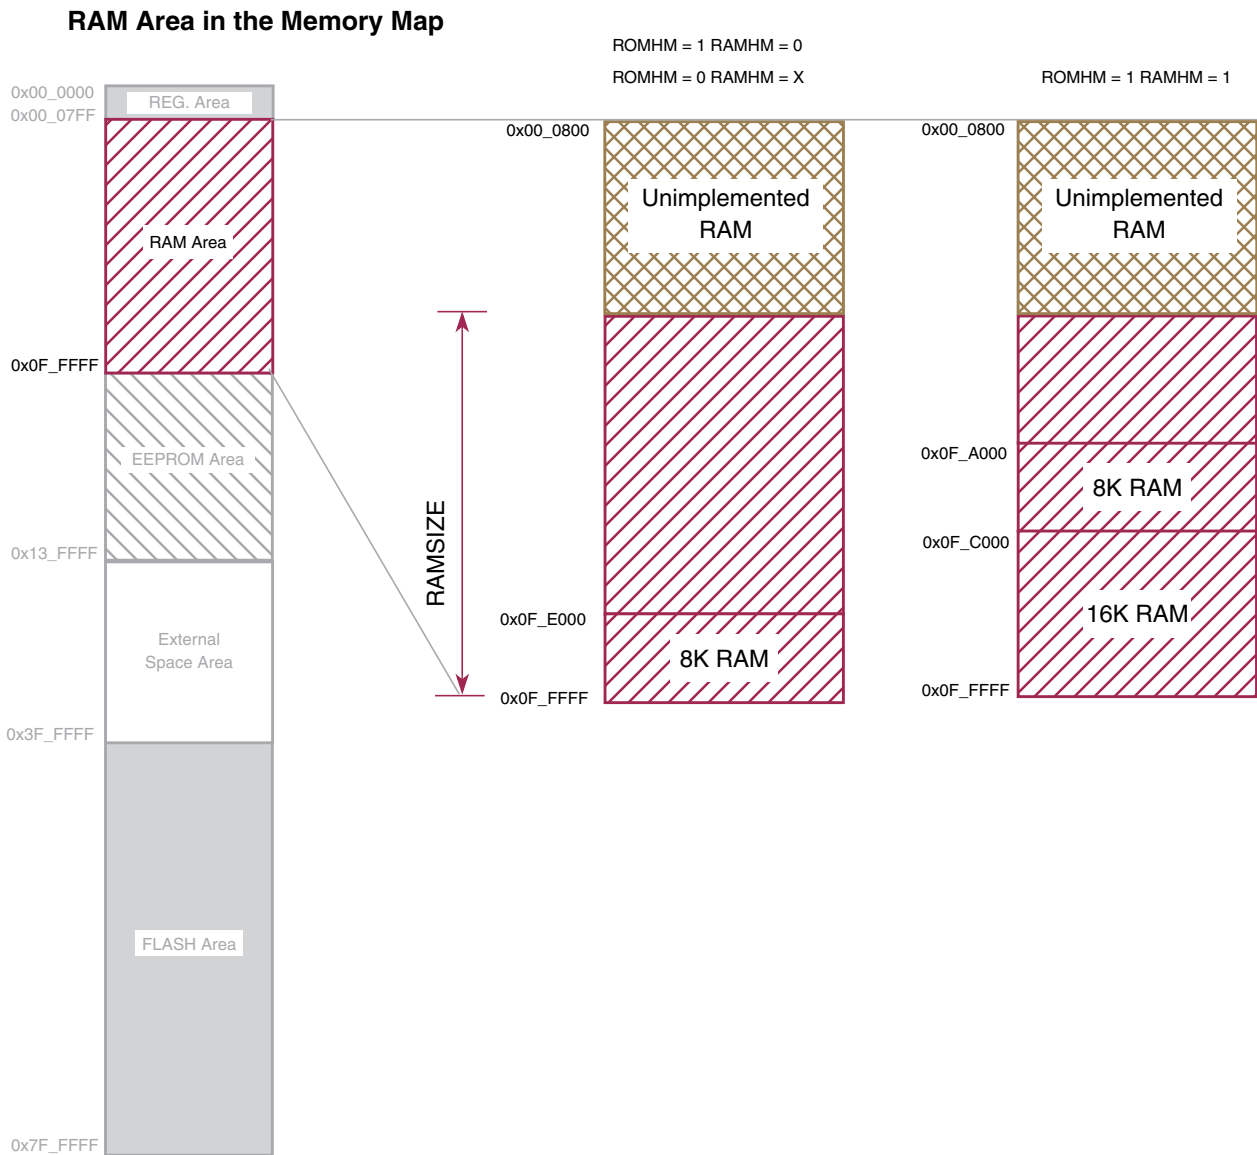 RAM Area in the Memory Map
ROMHM = 1 RAMHM = 0
ROMHM = 0 RAMHM = X
ROMHM = 1 RAMHM = 1
0x00_0000
0x00_07FF
REG. Area
RAM Area
0x0F_FFFF
EEPROM Area
0x13_FFFF
External
Space Area
0x3F_FFFF
FLASH Area
0x7F_FFFF
RAMSIZE
0x00_0800
Unimplemented
RAM
0x0F_E000
8K RAM
0x0F_FFFF
0x00_0800
Unimplemented
RAM
0x0F_A000
8K RAM
0x0F_C000
16K RAM
0x0F_FFFF